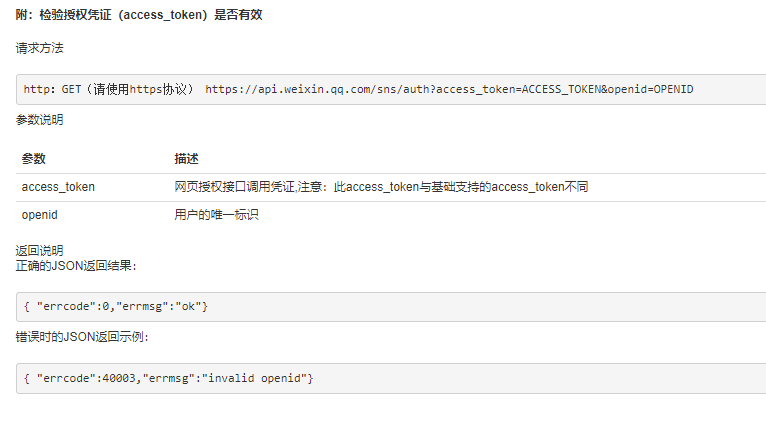 附：检验授权凭证（access_token）是否有效
请求方法
http：GET（请使用https协议） https://api.weixin.qq.com/sns/auth?access_token=ACCESS_TOKEN&openid=OPENID
参数说明
参数 描述
access_token 网页授权接口调用凭证,注意：此access_token与基础支持的access_token不同
openid 用户的唯一标识
返回说明
正确的JSON返回结果：
{ "errcode":0,"errmsg":"ok"}
错误时的JSON返回示例：
{ "errcode":40003,"errmsg":"invalid openid"}